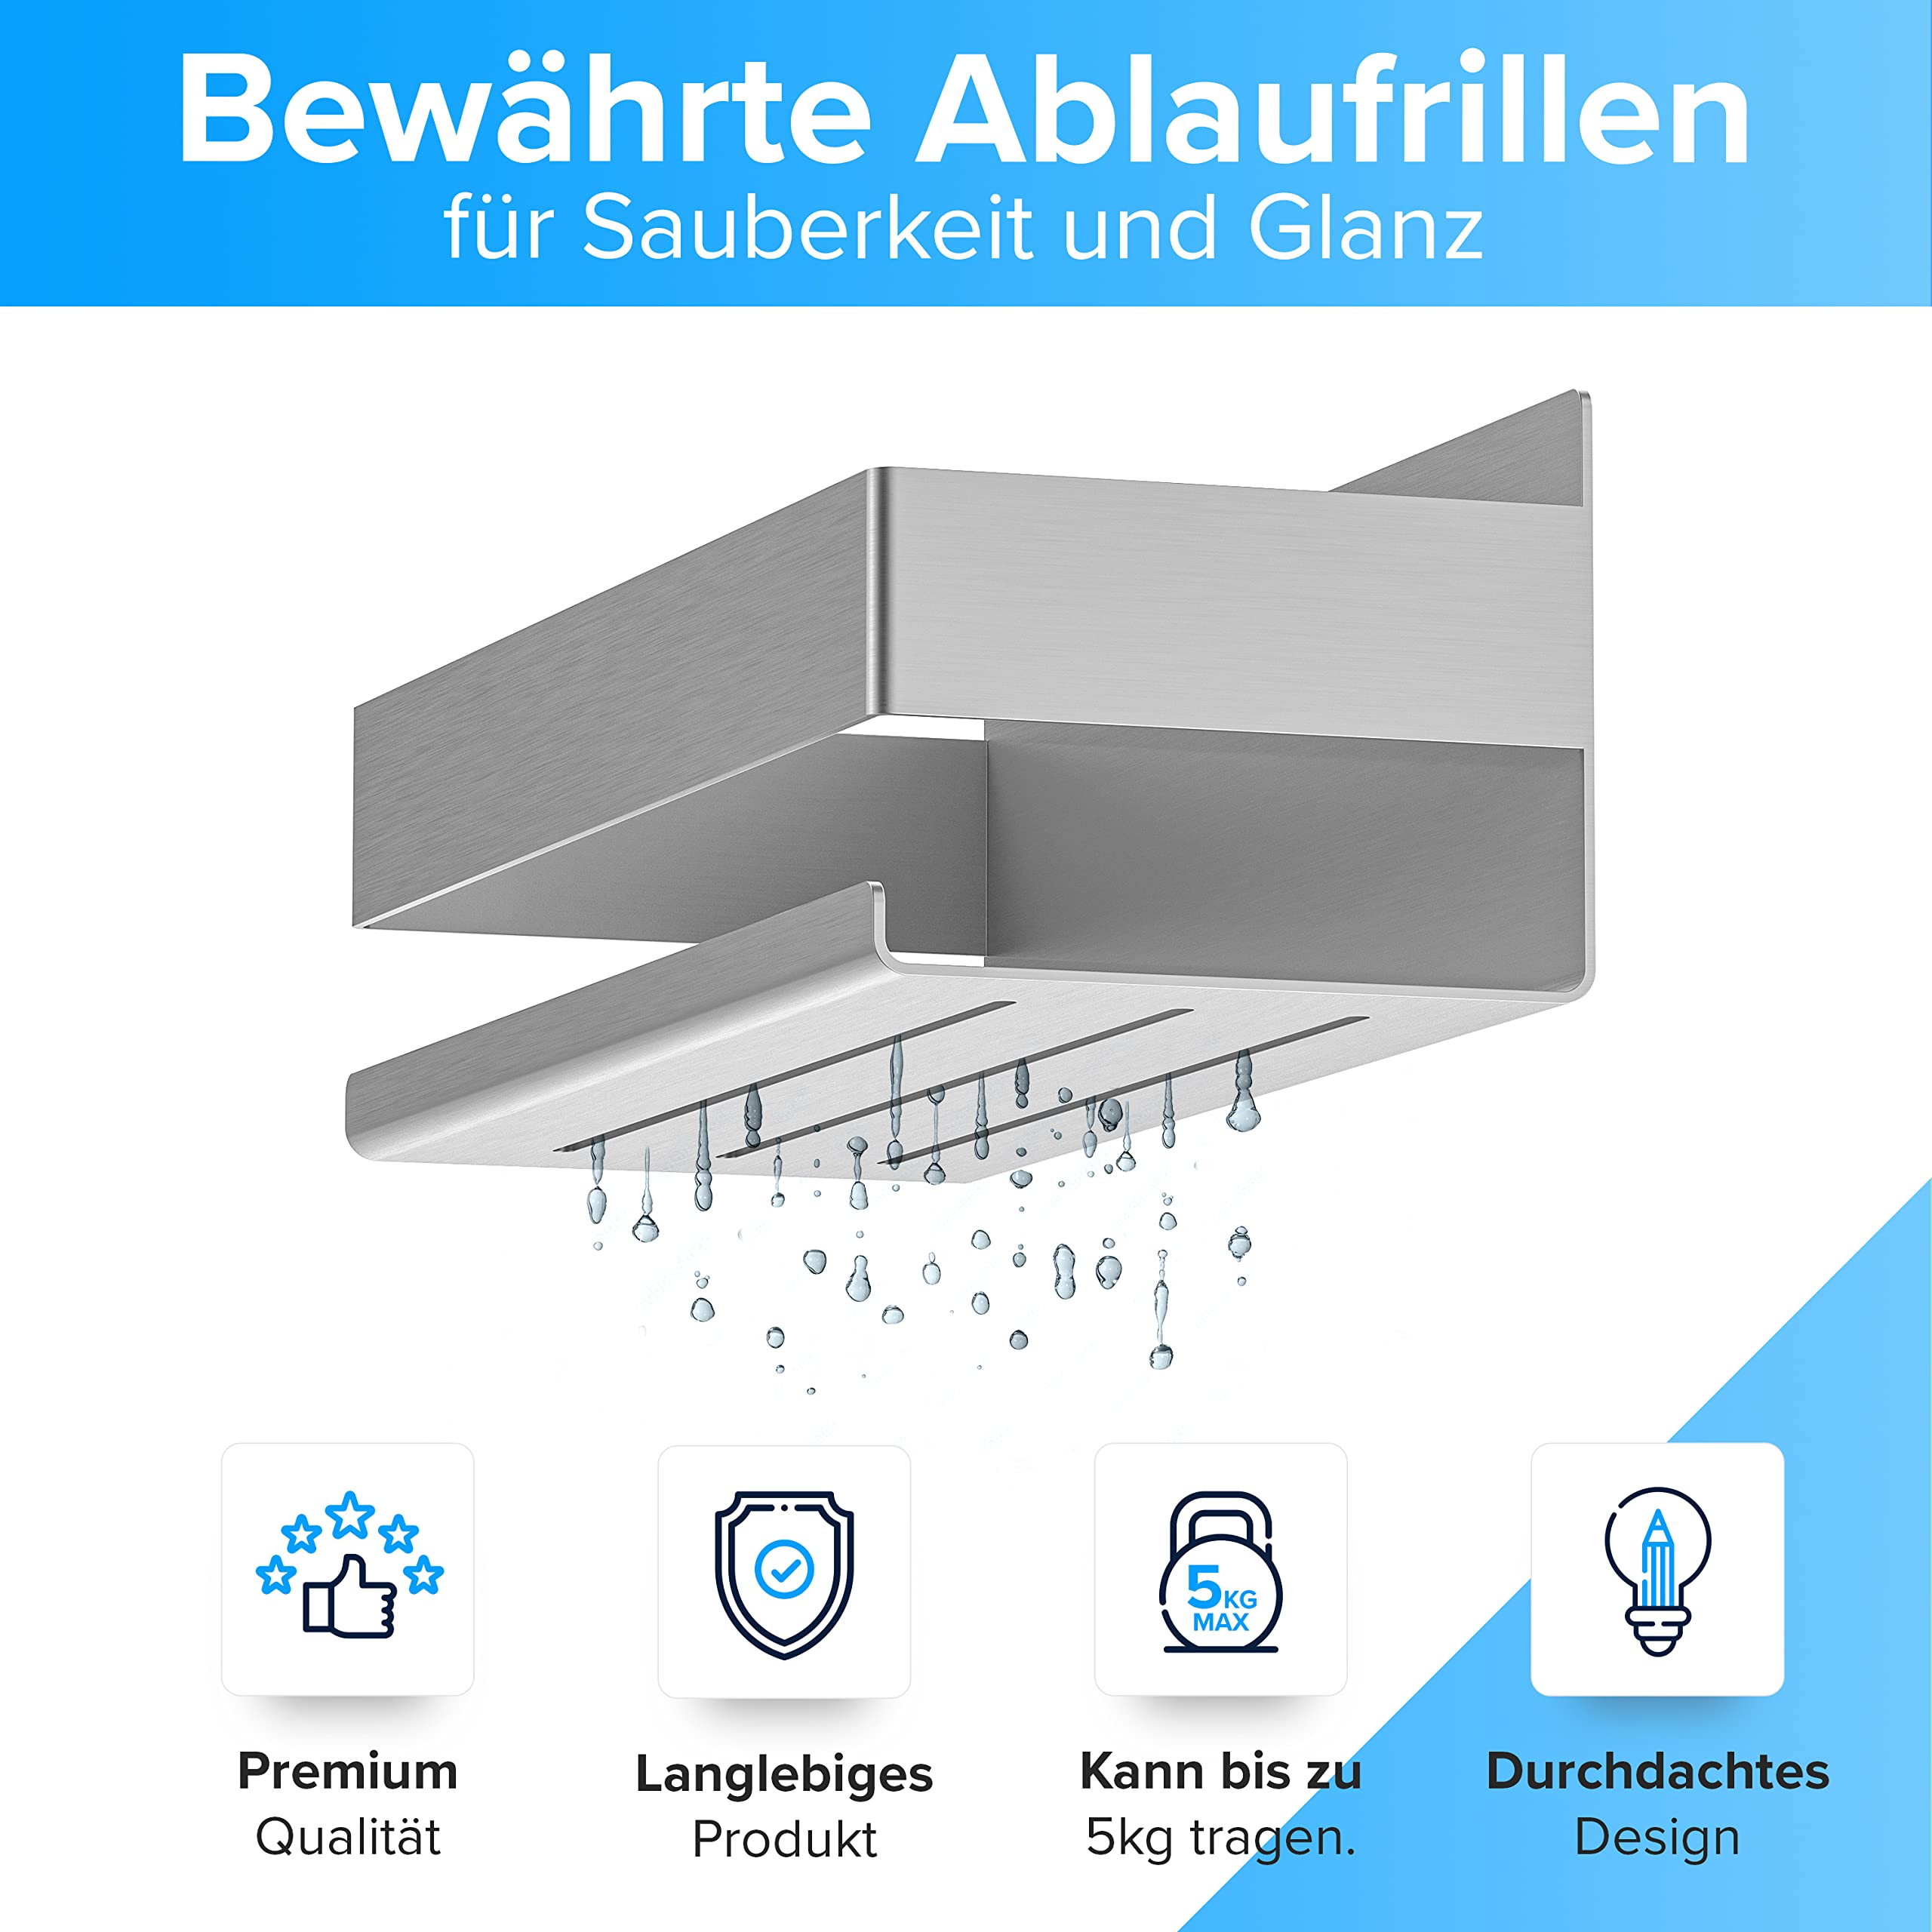 Bewährte Ablaufrillen
für Sauberkeit und Glanz
5KG
MAX
Premium
Qualität
Langlebiges
Produkt
Kann bis zu
5kg tragen.
Durchdachtes
Design